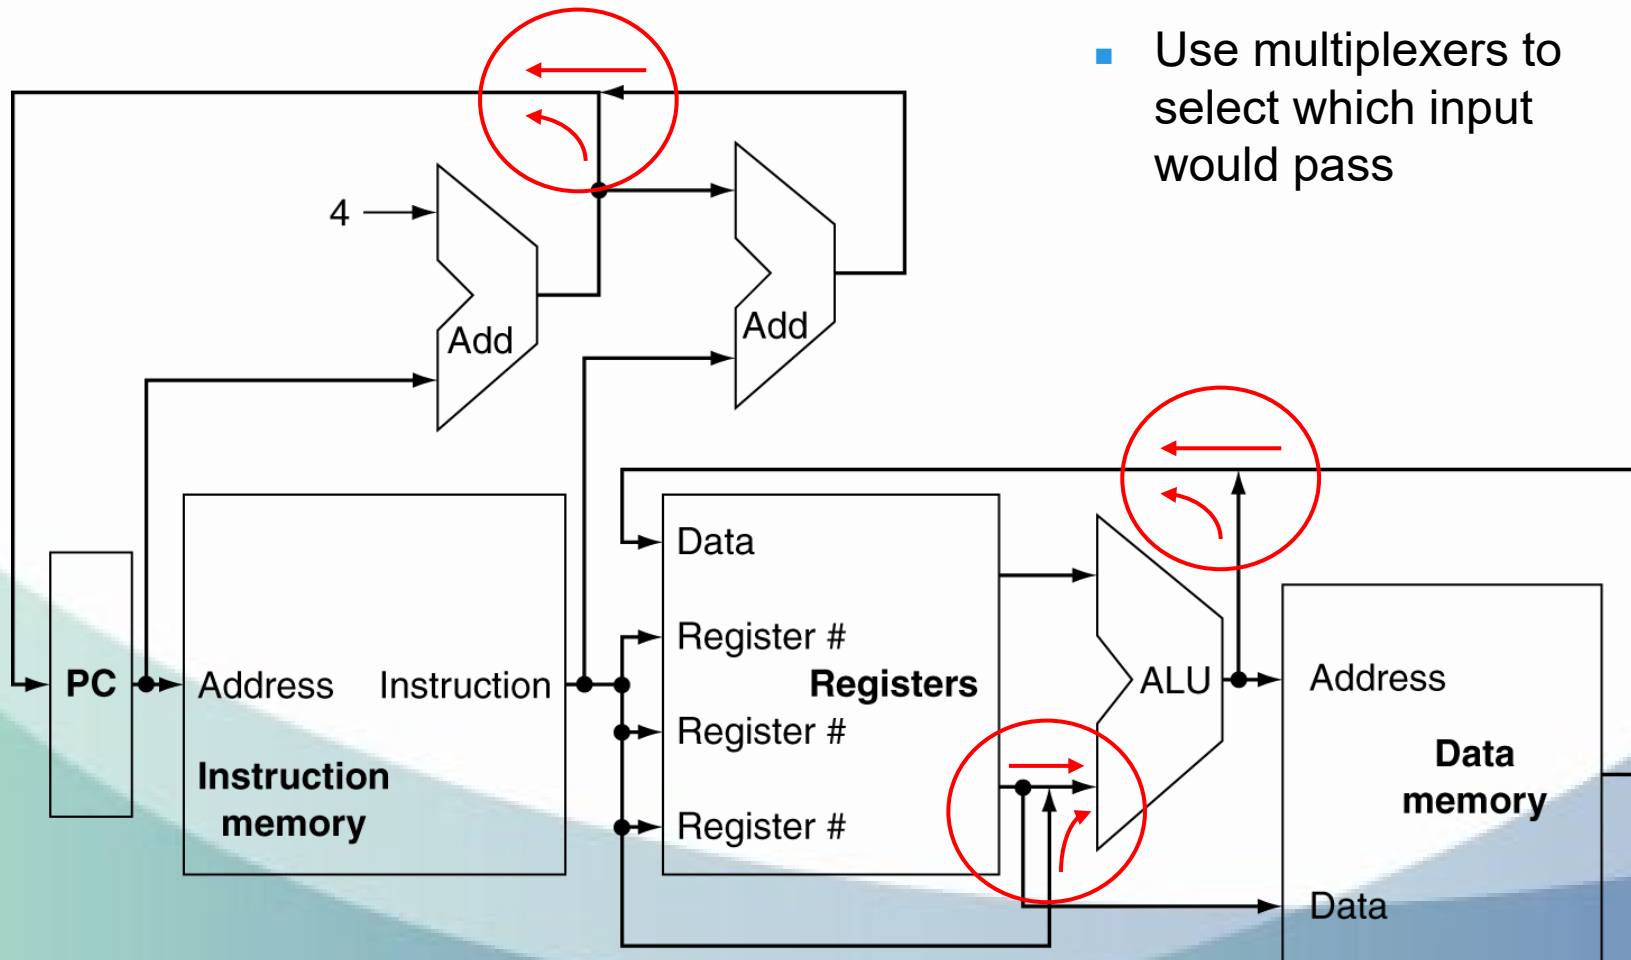 ■ Use multiplexers to
select which input
would pass
4
Add
Add
Data
Register #
Registers
Register #
Register #
PC
Address
Instruction
Instruction
memory
ALU
Address
Data
memory
Data